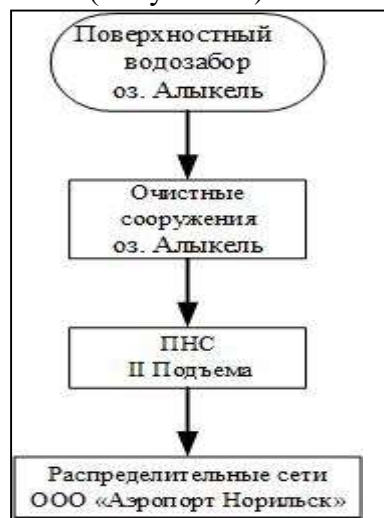 Поверхностный
водозабор
оз. Алыкель
Очистные
сооружения
оз. Алыкель
ПНС
II Подъема
Распределительные сети
ООО «Аэропорт Норильск»